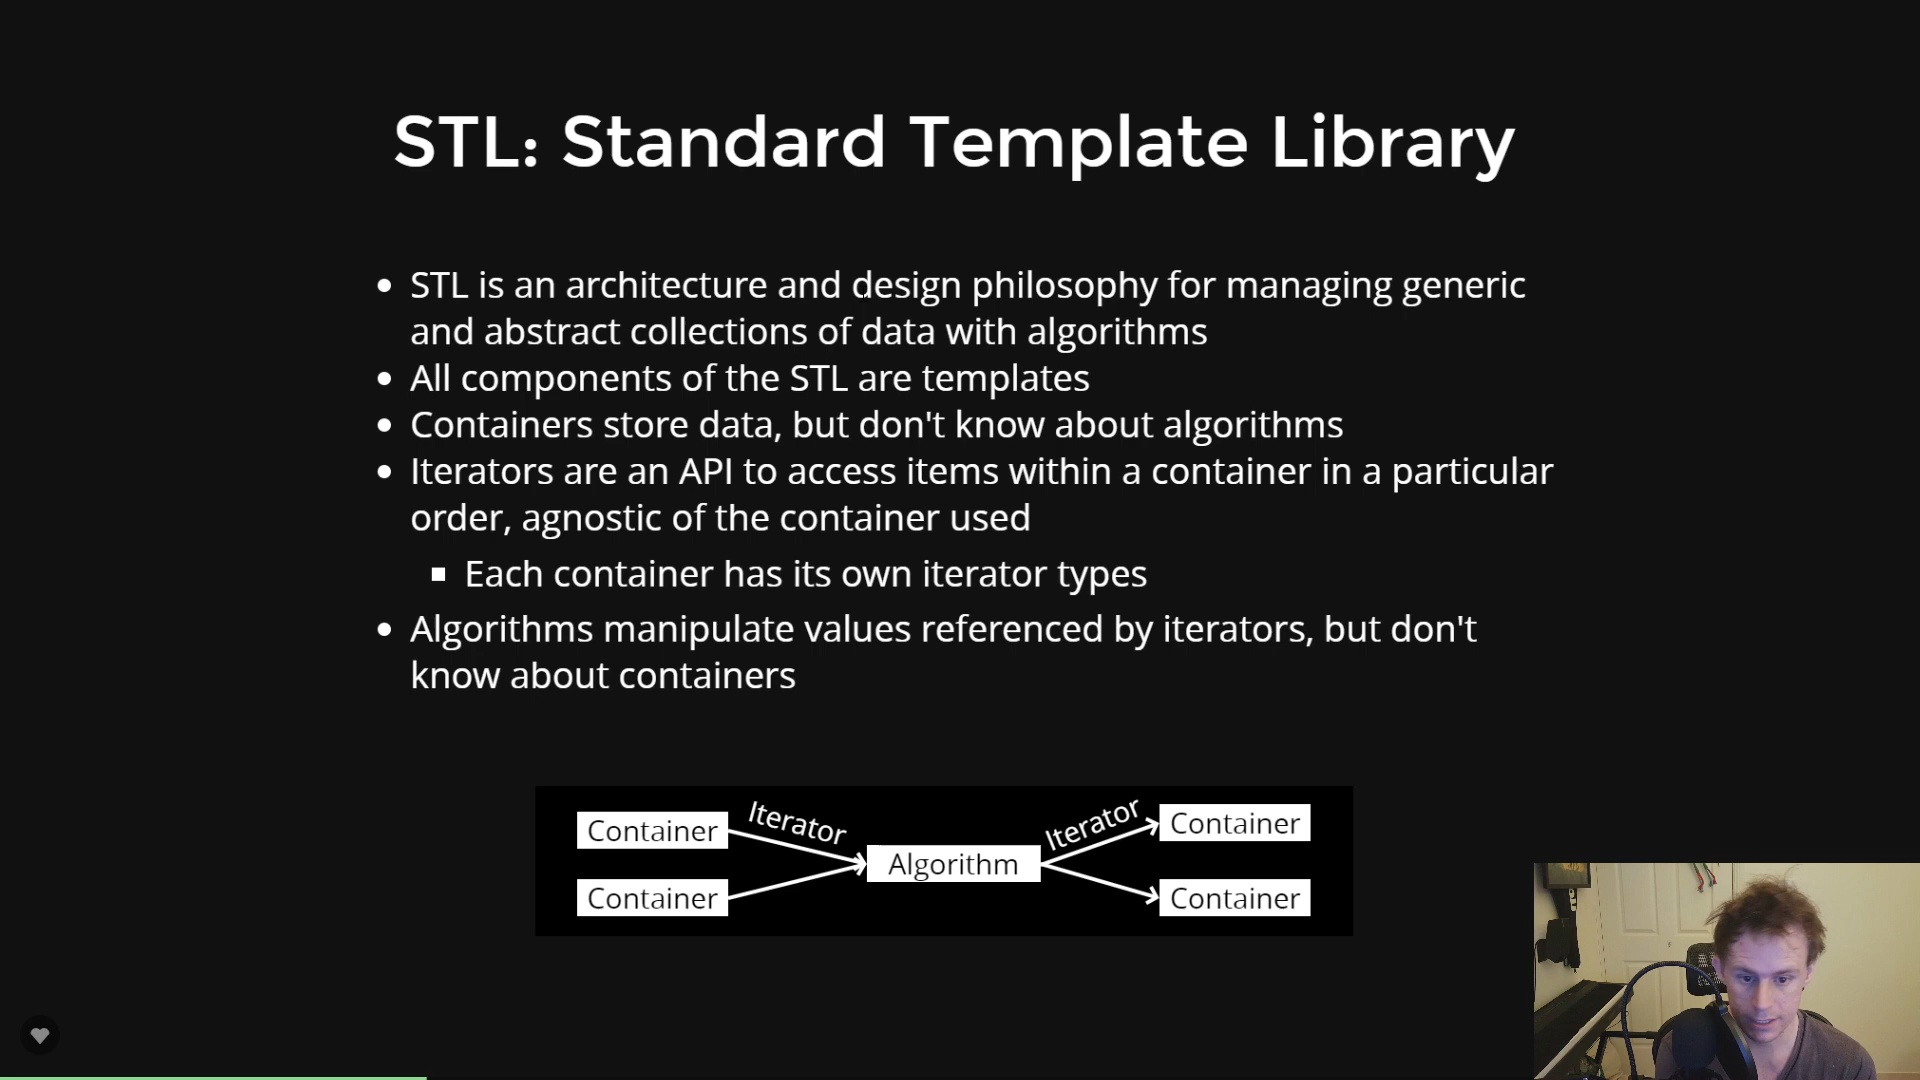 STL: Standard Template Library
STL is an architecture and design philosophy for managing generic
and abstract collections of data with algorithms
All components of the STL are templates
Containers store data, but don't know about algorithms
Iterators are an API to access items within a container in a particular
order, agnostic of the container used
Each container has its own iterator types
Algorithms manipulate values referenced by iterators, but don't
know about containers
Container
Iterator
Container
Algorithm
Iterator
Container
Container